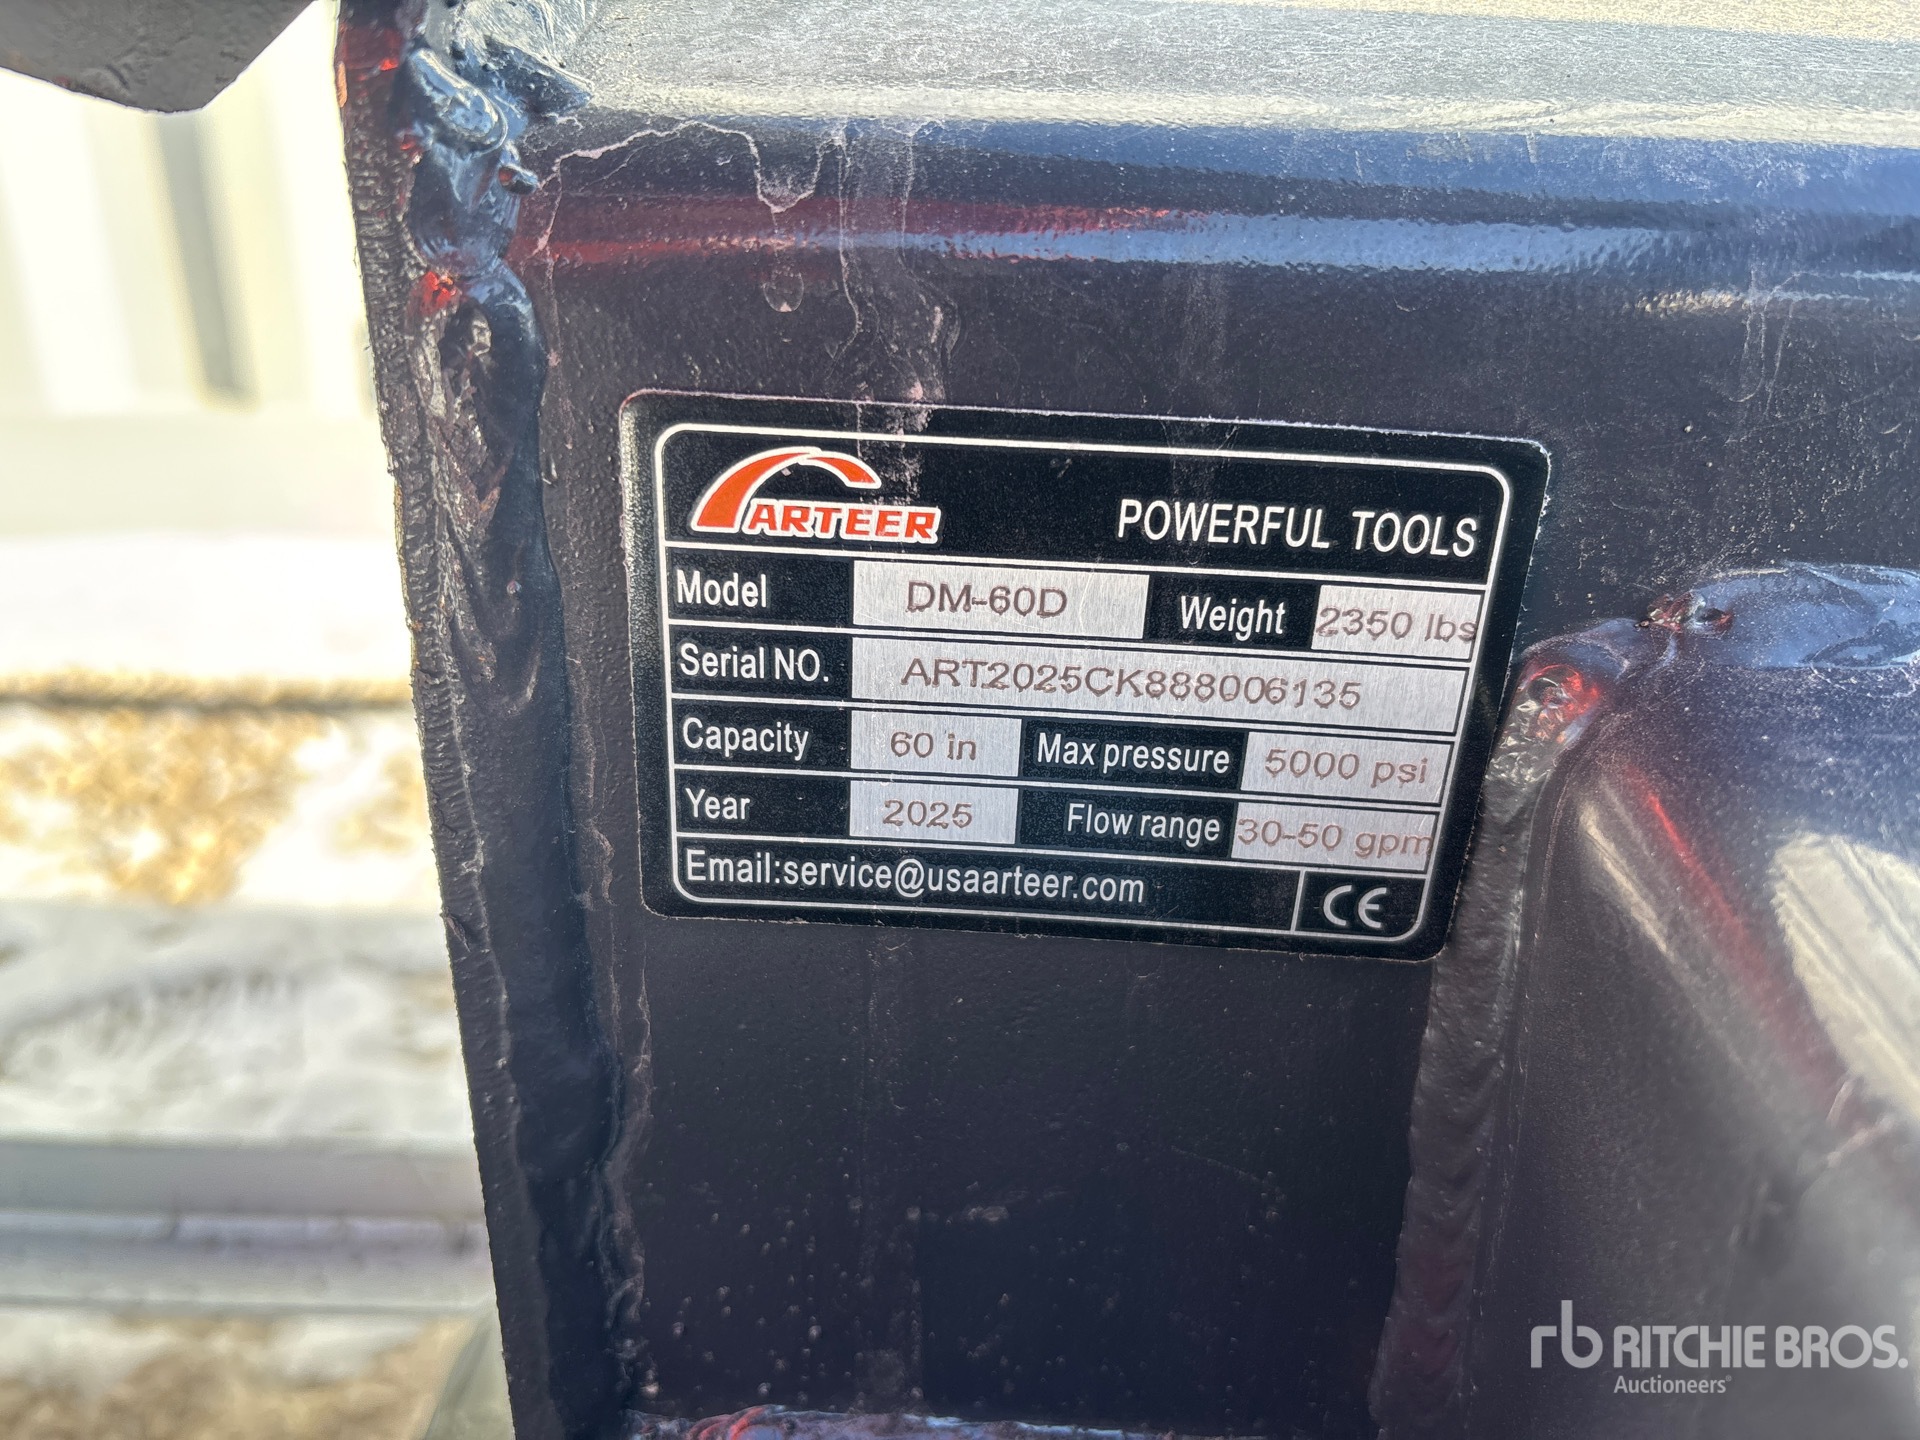 ARTEER POWERFUL TOOLS
Model DM-60D Weight 2350 lbs
Serial NO. ART2025CK888006135
Capacity 60 in Max pressure 5000 psi
Year 2025 Flow range 30-50 gpm
Email:service@usaarteer.com CE
rb RITCHIE BROS.
Auctioneers